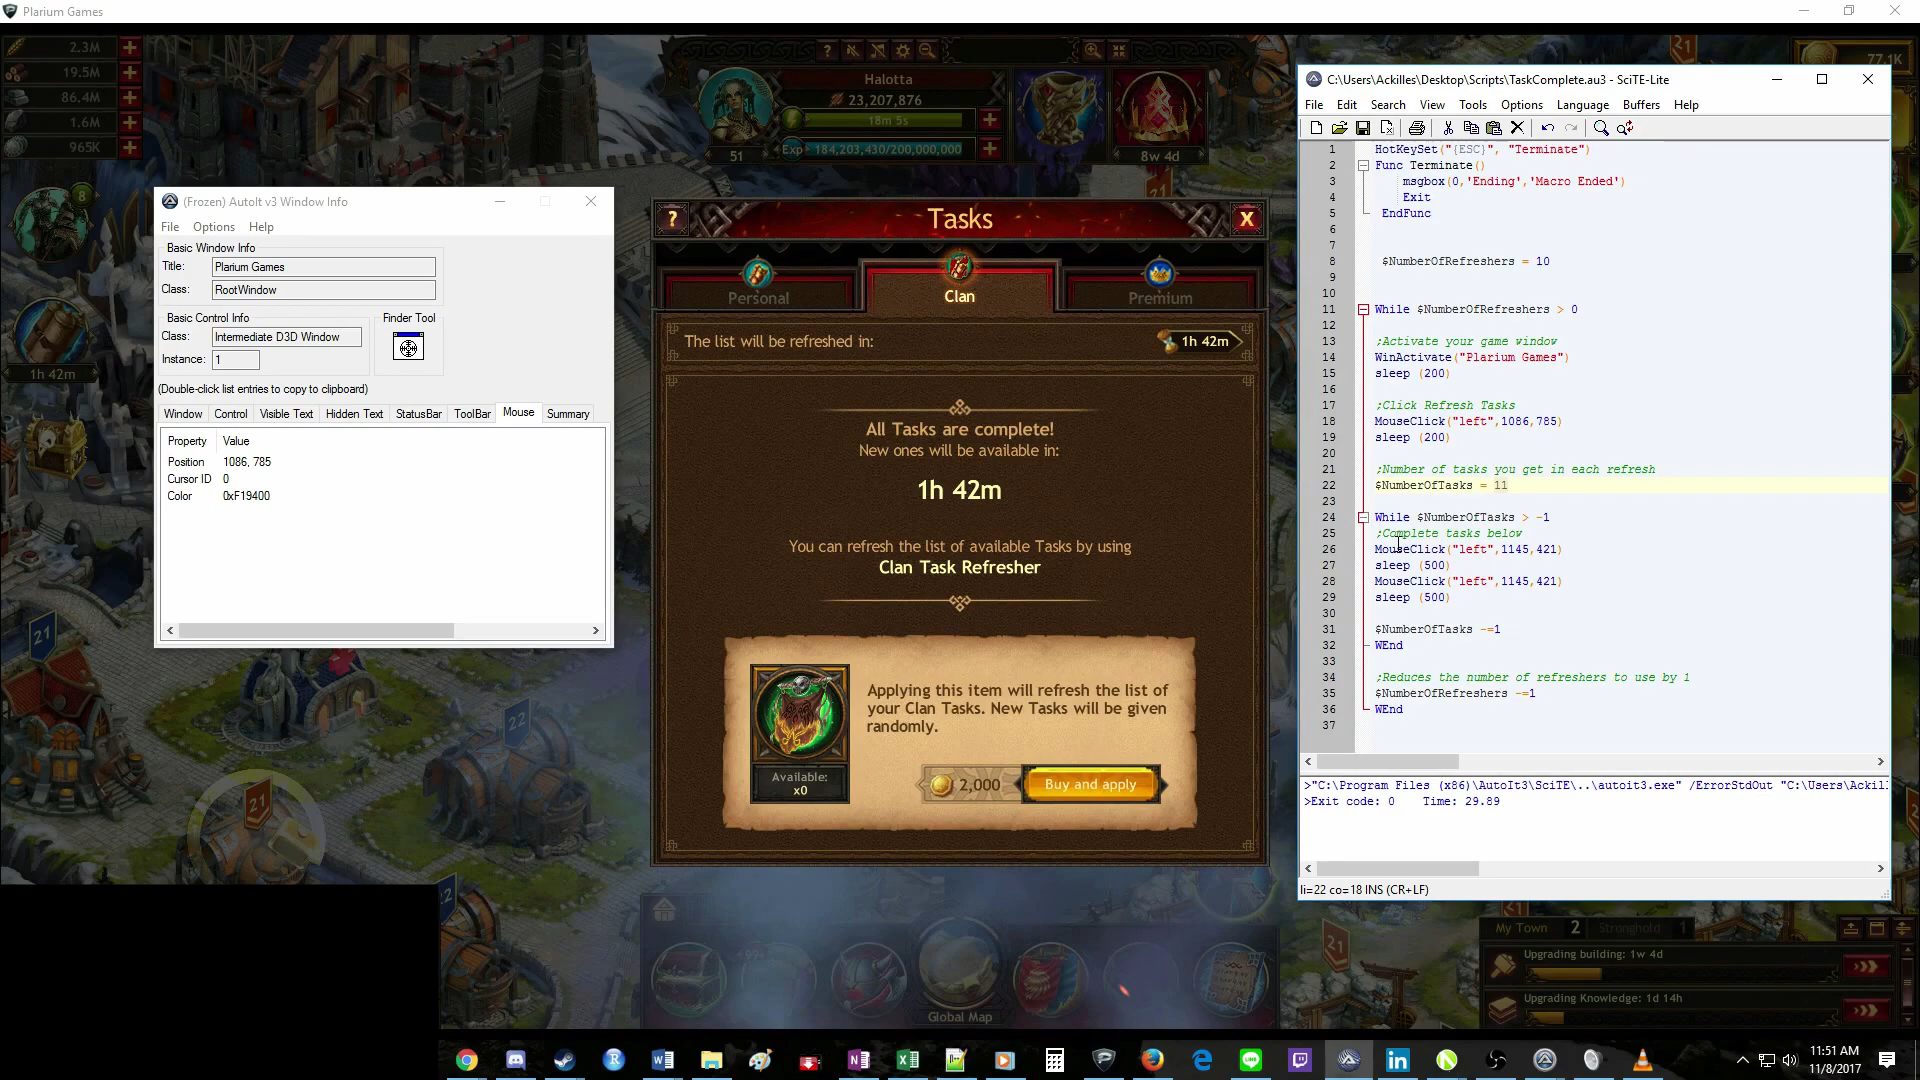 Plarium Games
2.3M
19.5M
86.4M
1.6M
965K
8
1h 42m
Halotta
23,207,876
18m 5s
51
Exp
184,203,430/200,000,000
8w 4d
77.1K
21
21
(Frozen) AutoIt v3 Window Info
File Options Help
Basic Window Info
Title: Plarium Games
Class: RootWindow
Basic Control Info
Finder Tool
Class: Intermediate D3D Window
Instance: 1
(Double-click list entries to copy to clipboard)
Window Control Visible Text Hidden Text StatusBar ToolBar Mouse Summary
Property Value
Position 1086, 785
Cursor ID 0
Color 0xF19400
21
22
21
12
?
Tasks
X
Personal
Clan
Premium
The list will be refreshed in:
1h 42m
All Tasks are complete!
New ones will be available in:
1h 42m
You can refresh the list of available Tasks by using
Clan Task Refresher
Applying this item will refresh the list of
your Clan Tasks. New Tasks will be given
randomly.
Available:
x0
2,000
Buy and apply
C:\Users\Ackilles\Desktop\Scripts\TaskComplete.au3 - SciTE-Lite
File Edit Search View Tools Options Language Buffers Help
1 HotKeySet("{ESC}", "Terminate")
2 Func Terminate()
3 msgbox(0,'Ending','Macro Ended')
4 Exit
5 EndFunc
6
7
8 $NumberOfRefreshers = 10
9
10
11 While $NumberOfRefreshers > 0
12
13 ;Activate your game window
14 WinActivate("Plarium Games")
15 sleep (200)
16
17 ;Click Refresh Tasks
18 MouseClick("left",1086,785)
19 sleep (200)
20
21 ;Number of tasks you get in each refresh
22 $NumberOfTasks = 11
23
24 While $NumberOfTasks > -1
25 ;Complete tasks below
26 MouseClick("left",1145,421)
27 sleep (500)
28 MouseClick("left",1145,421)
29 sleep (500)
30
31 $NumberOfTasks -=1
32 WEnd
33
34 ;Reduces the number of refreshers to use by 1
35 $NumberOfRefreshers -=1
36 WEnd
37
>"C:\Program Files (x86)\AutoIt3\SciTE\..\autoit3.exe" /ErrorStdOut "C:\Users\Ackil
>Exit code: 0 Time: 29.89
li=22 co=18 INS (CR+LF)
21
21
My Town 2 Stronghold 1
Upgrading building: 1w 4d
Upgrading Knowledge: 1d 14h
Global Map
11:51 AM
11/8/2017